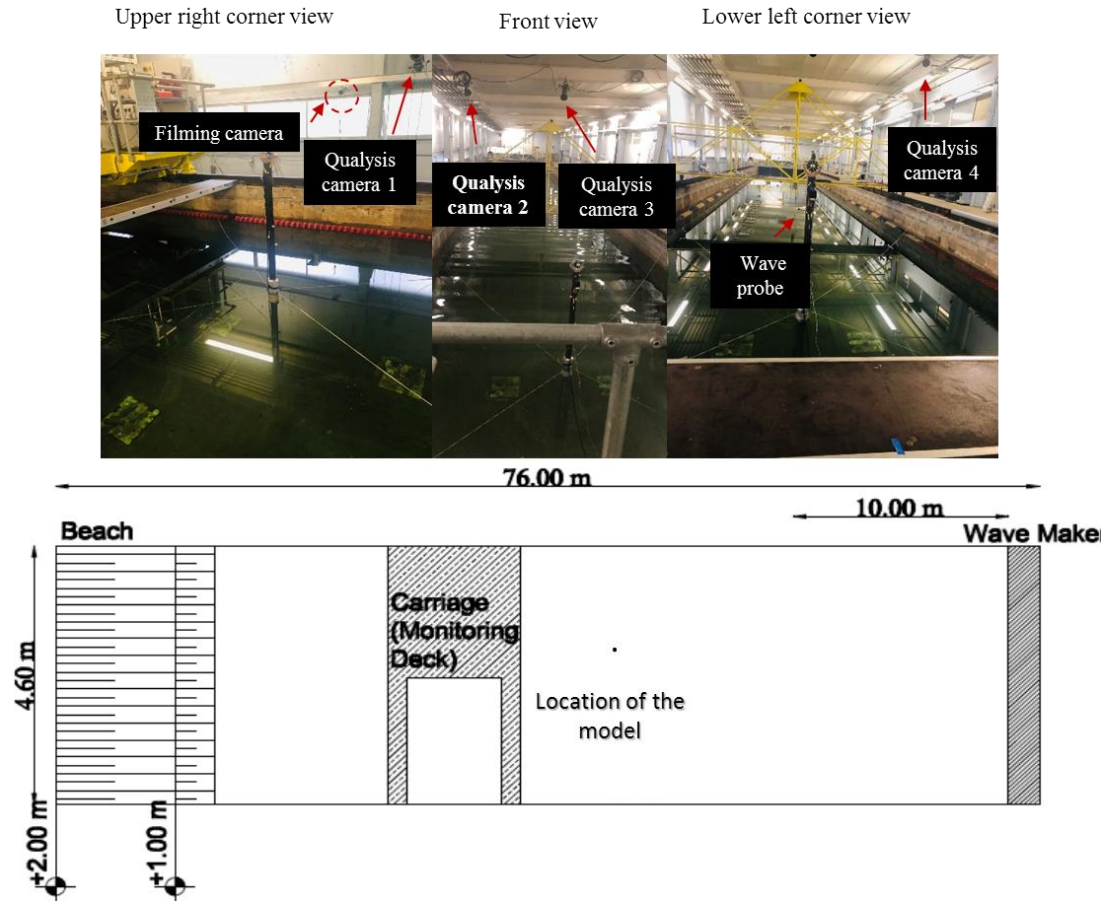 Upper right corner view
Front view
Lower left corner view
Filming camera
Qualysis
camera 1
Qualysis
camera 2
Qualysis
camera 3
Qualysis
camera 4
Wave
probe
76.00 m
10.00 m
Beach
Wave Maker
Carriage
(Monitoring
Deck)
4.60 m
Location of the
model
+2.00 m
+1.00 m